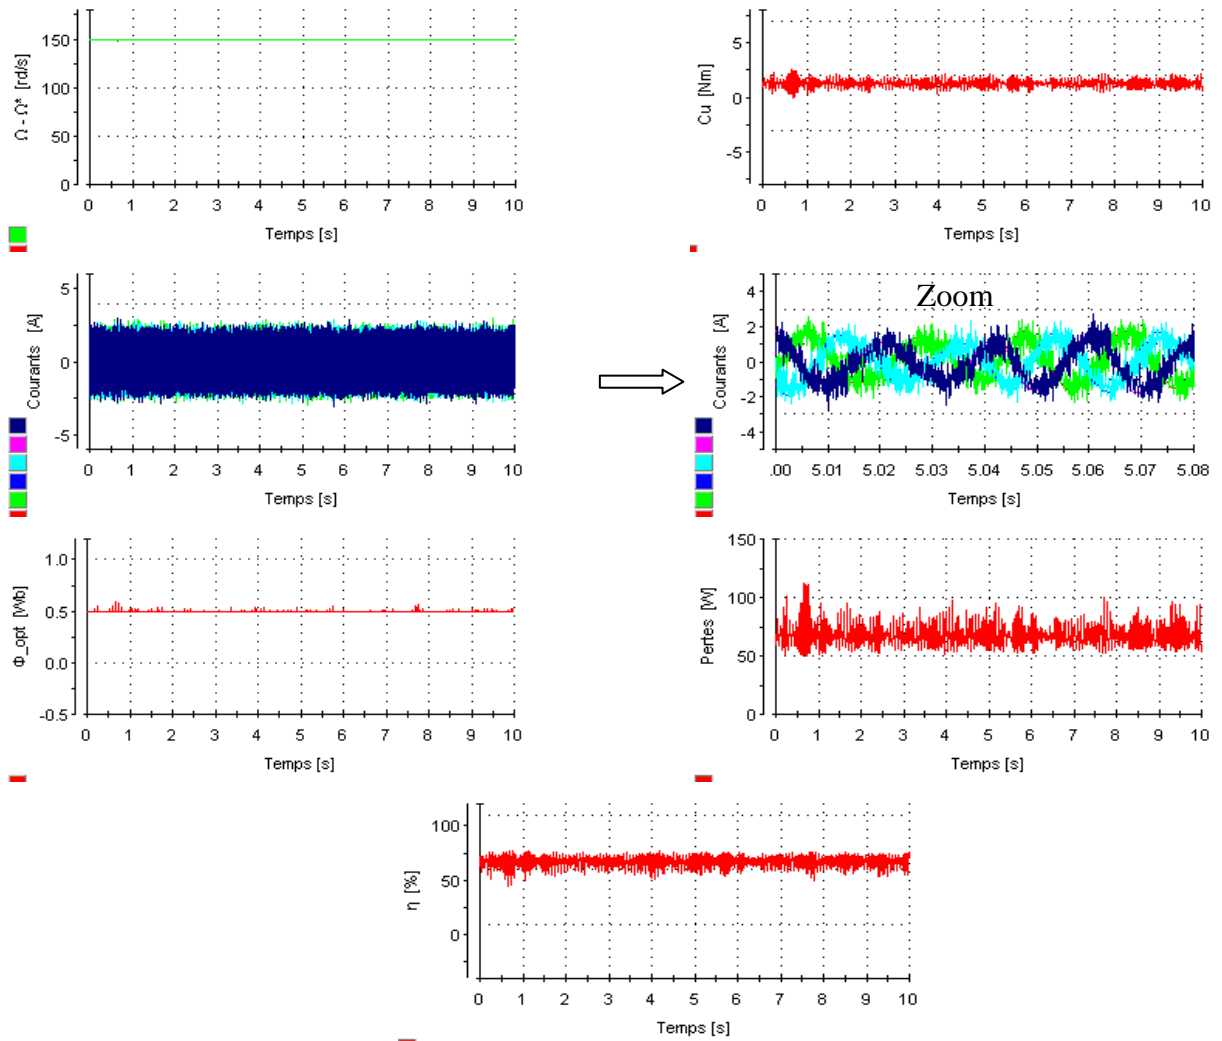 Ω - Ω* [rd/s]
150
100
50
0
0 1 2 3 4 5 6 7 8 9 10
Temps [s]
Cu [Nm]
5
0
-5
0 1 2 3 4 5 6 7 8 9 10
Temps [s]
Courants [A]
5
0
-5
0 1 2 3 4 5 6 7 8 9 10
Temps [s]
Zoom
Courants [A]
4
2
0
-2
-4
.00 5.01 5.02 5.03 5.04 5.05 5.06 5.07 5.08
Temps [s]
Φ_opt [Wb]
1.0
0.5
0.0
-0.5
0 1 2 3 4 5 6 7 8 9 10
Temps [s]
Pertes [W]
150
100
50
0
0 1 2 3 4 5 6 7 8 9 10
Temps [s]
η [%]
100
50
0
0 1 2 3 4 5 6 7 8 9 10
Temps [s]